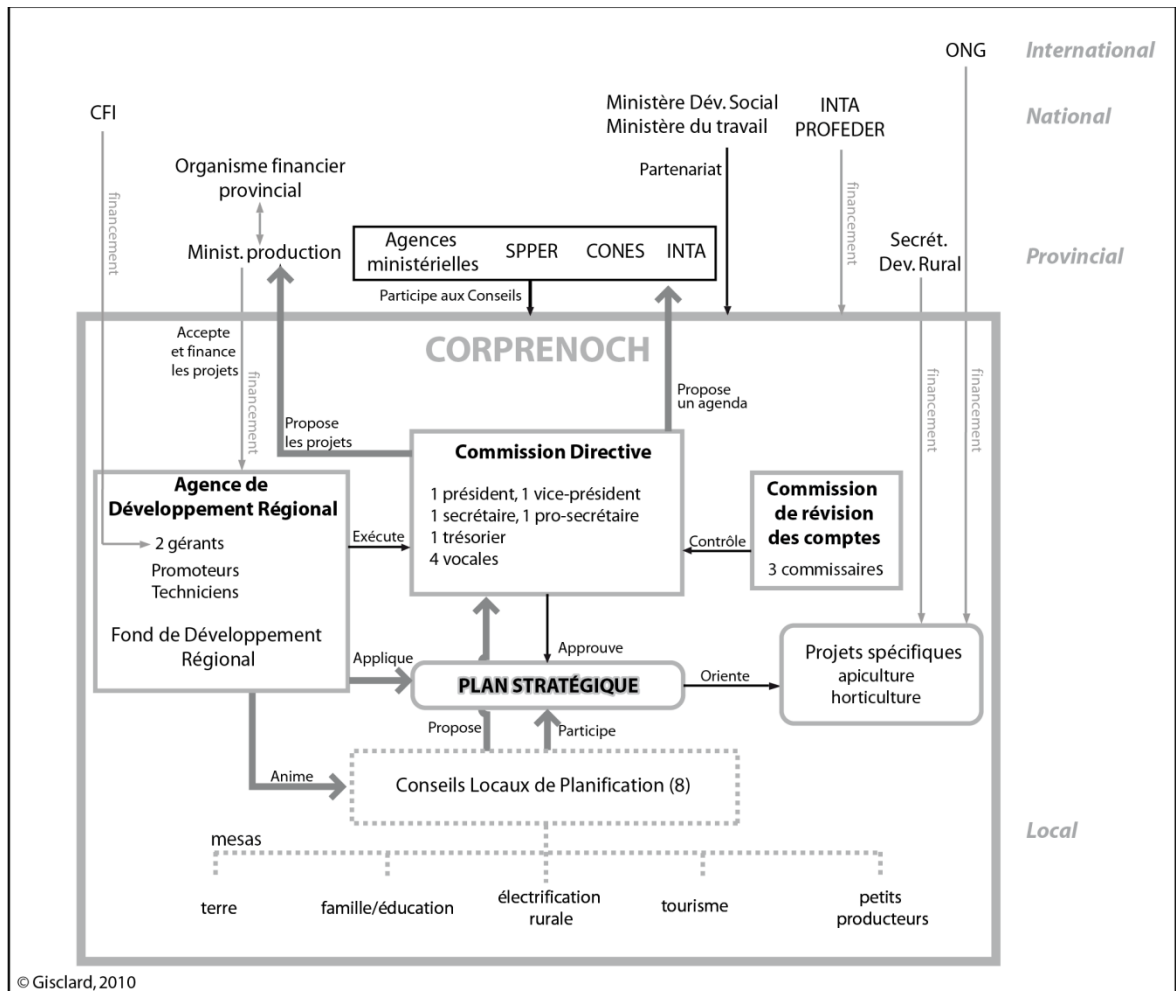 ONG
International
CFI
Ministère Dév. Social
Ministère du travail
INTA
PROFEDER
National
Organisme financier
provincial
financement
Partenariat
financement
Minist. production
Agences
ministérielles
SPPER
CONES
INTA
Secrét.
Dev. Rural
Provincial
Participe aux Conseils
CORPRENOCH
Accepte
et finance
les projets
financement
Propose
les projets
Propose
un agenda
financement
financement
Agence de
Développement Régional
2 gérants
Promoteurs
Techniciens
Fond de Développement
Régional
Exécute
Commission Directive
1 président, 1 vice-président
1 secrétaire, 1 pro-secrétaire
1 trésorier
4 vocales
Contrôle
Commission
de révision
des comptes
3 commissaires
Applique
Approuve
PLAN STRATÉGIQUE
Oriente
Projets spécifiques
apiculture
horticulture
Propose
Participe
Anime
Conseils Locaux de Planification (8)
Local
mesas
terre
famille/éducation
électrification
rurale
tourisme
petits
producteurs
© Gisclard, 2010